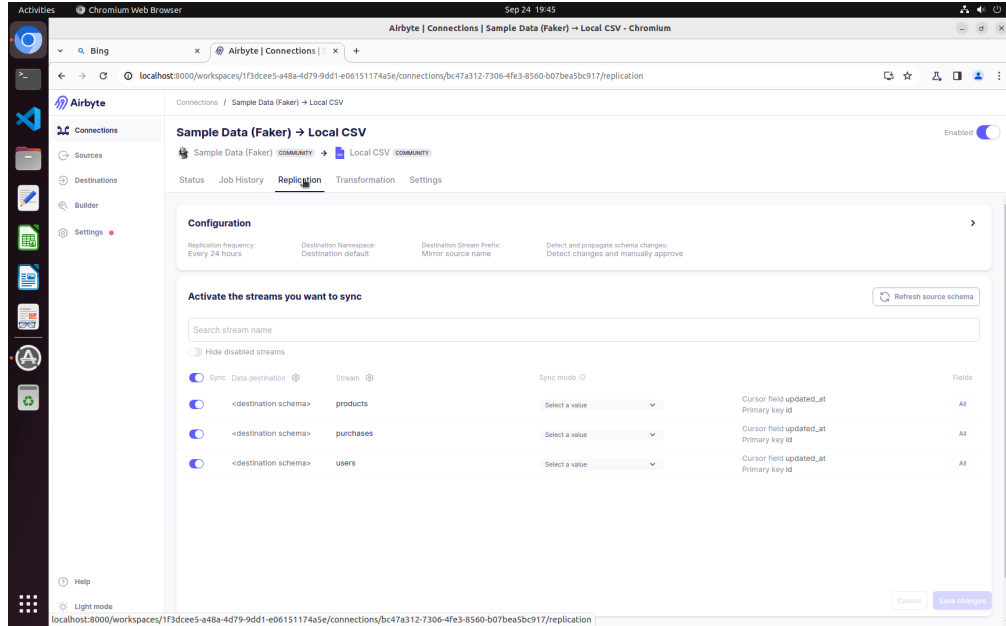 Activities
Chromium Web Browser
Sep 24 19:45
Airbyte | Connections | Sample Data (Faker) → Local CSV - Chromium
Bing
Airbyte | Connections |
localhost:8000/workspaces/1f3dcee5-a48a-4d79-9dd1-e06151174a5e/connections/bc47a312-7306-4fe3-8560-b07bea5bc917/replication
Airbyte
Connections
Sources
Destinations
Builder
Settings
Connections / Sample Data (Faker) → Local CSV
Sample Data (Faker) → Local CSV
Enabled
Sample Data (Faker) COMMUNITY → Local CSV COMMUNITY
Status Job History Replication Transformation Settings
Configuration
Replication frequency: Destination Namespace: Destination Stream Prefix: Detect and propagate schema changes:
Every 24 hours Destination default Mirror source name Detect changes and manually approve
Activate the streams you want to sync
Refresh source schema
Search stream name
Hide disabled streams
Sync Data destination Stream Sync mode Fields
<destination schema> products Select a value Cursor field updated_at All
Primary key id
<destination schema> purchases Select a value Cursor field updated_at All
Primary key id
<destination schema> users Select a value Cursor field updated_at All
Primary key id
Help
Light mode
Cancel Save changes
localhost:8000/workspaces/1f3dcee5-a48a-4d79-9dd1-e06151174a5e/connections/bc47a312-7306-4fe3-8560-b07bea5bc917/replication